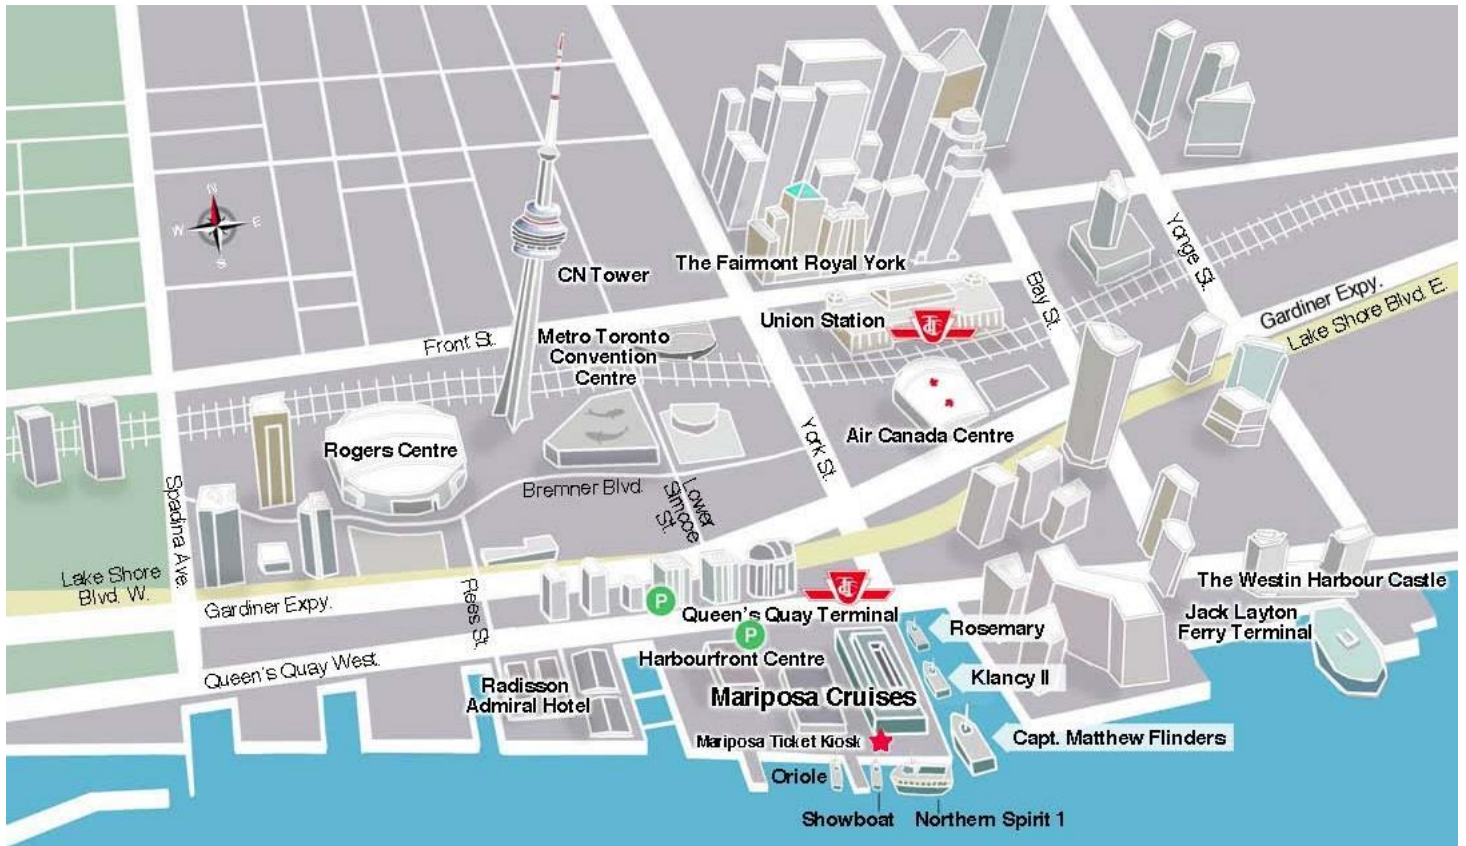 N
W
E
S
CN Tower
The Fairmont Royal York
Union Station
TTC
Yonge St.
Bay St.
Gardiner Expy.
Lake Shore Blvd. E.
Front St.
Metro Toronto
Convention
Centre
Air Canada Centre
York St.
Rogers Centre
Bremner Blvd.
Lower
Simcoe
St.
Spadina Ave.
Lake Shore
Blvd. W.
Gardiner Expy.
Rees St.
P
TTC
Queen's Quay Terminal
P
Harbourfront Centre
Queen's Quay West.
Radisson
Admiral Hotel
Mariposa Cruises
Mariposa Ticket Kiosk
Rosemary
Klancy II
Capt. Matthew Flinders
The Westin Harbour Castle
Jack Layton
Ferry Terminal
Oriole
Showboat
Northern Spirit 1